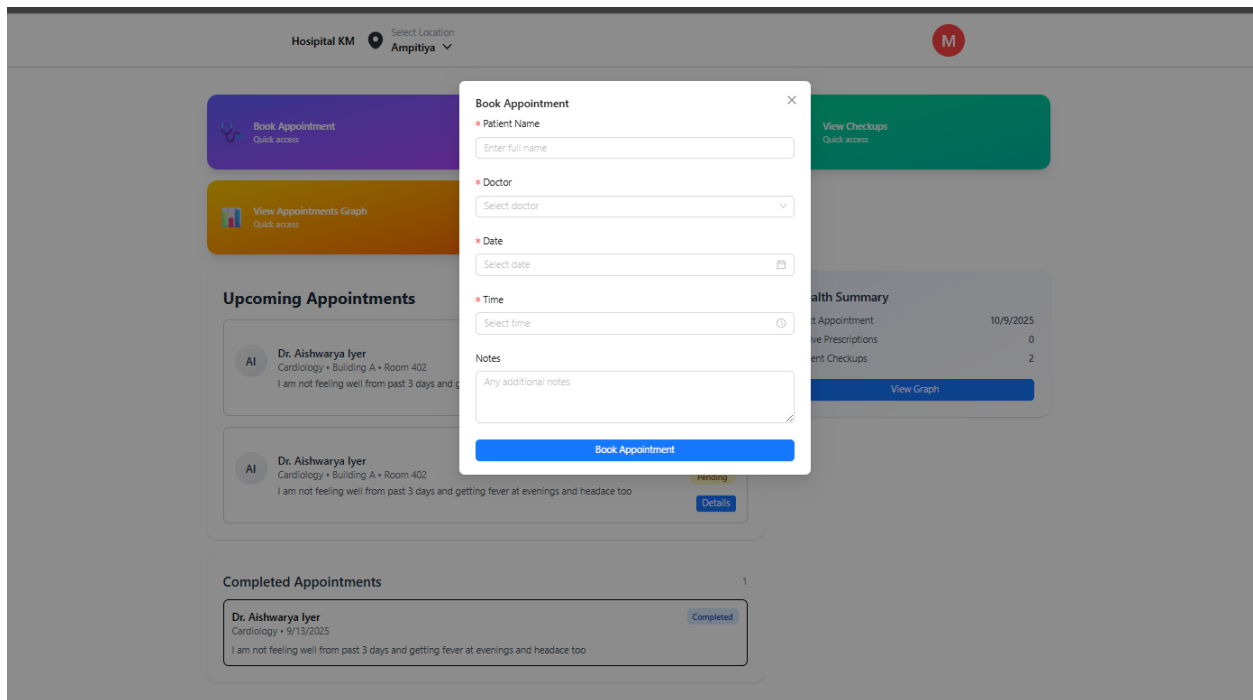 Hosipital KM
Select Location
Ampitiya
M
Book Appointment
Quick access
View Checkups
Quick access
View Appointments Graph
Quick access
Book Appointment
* Patient Name
Enter full name
* Doctor
Select doctor
* Date
Select date
* Time
Select time
Notes
Any additional notes
Book Appointment
Upcoming Appointments
AI
Dr. Aishwarya Iyer
Cardiology • Building A • Room 402
I am not feeling well from past 3 days and g
AI
Dr. Aishwarya Iyer
Cardiology • Building A • Room 402
I am not feeling well from past 3 days and getting fever at evenings and headace too
Pending
Details
alth Summary
t Appointment 10/9/2025
ve Prescriptions 0
ent Checkups 2
View Graph
Completed Appointments 1
Dr. Aishwarya Iyer
Completed
Cardiology • 9/13/2025
I am not feeling well from past 3 days and getting fever at evenings and headace too